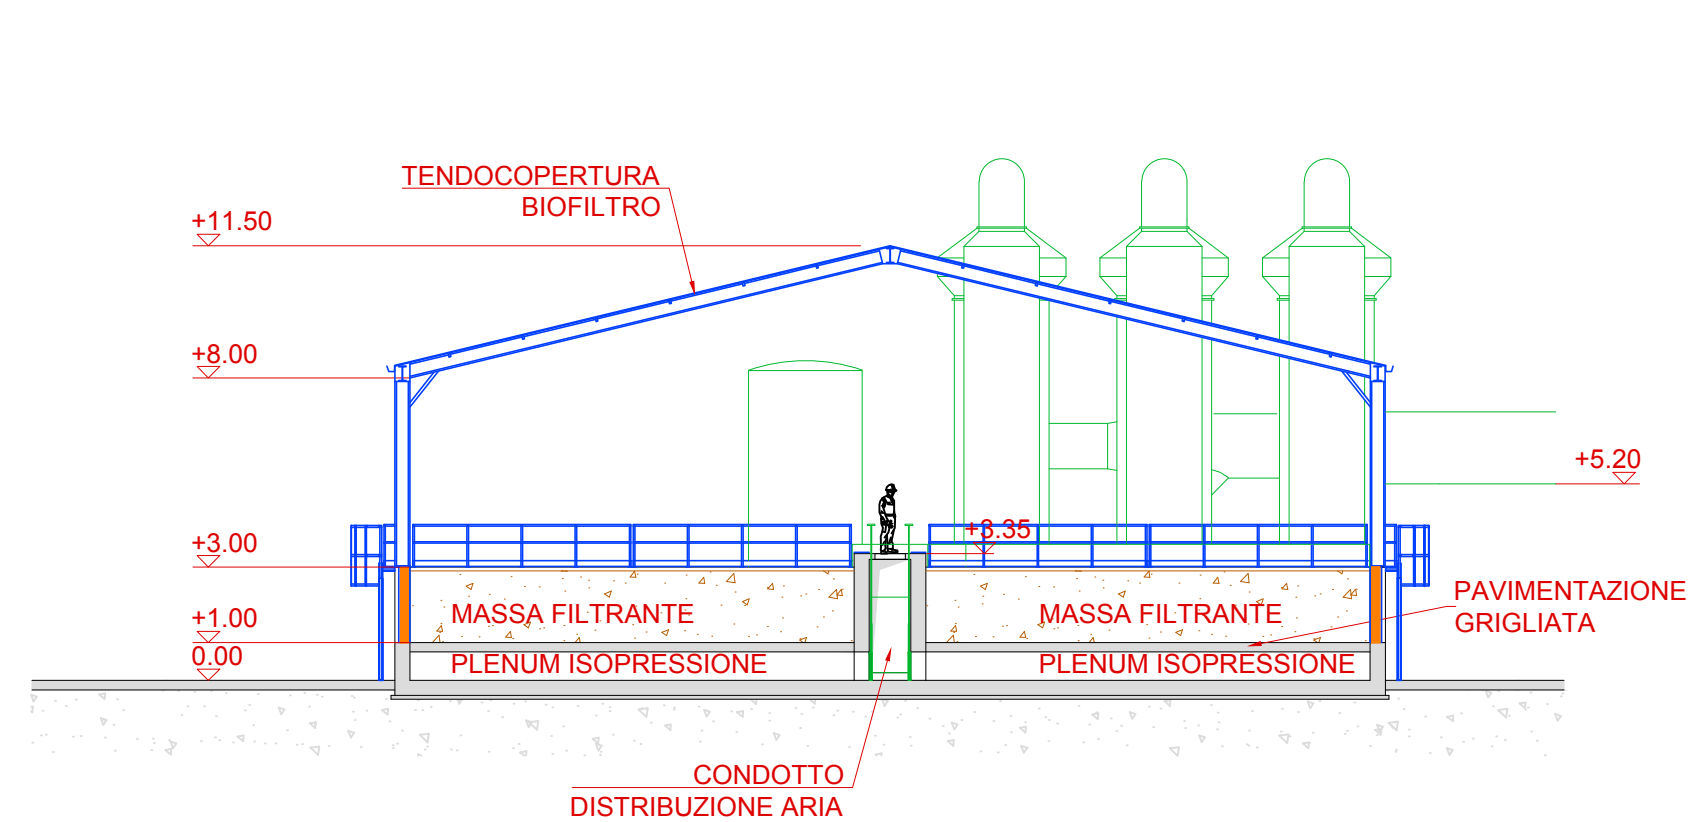 TENDOCOPERTURA
BIOFILTRO
+11.50
+8.00
+5.20
+3.00
+3.35
MASSA FILTRANTE
MASSA FILTRANTE
PAVIMENTAZIONE
GRIGLIATA
+1.00
0.00
PLENUM ISOPRESSIONE
PLENUM ISOPRESSIONE
CONDOTTO
DISTRIBUZIONE ARIA